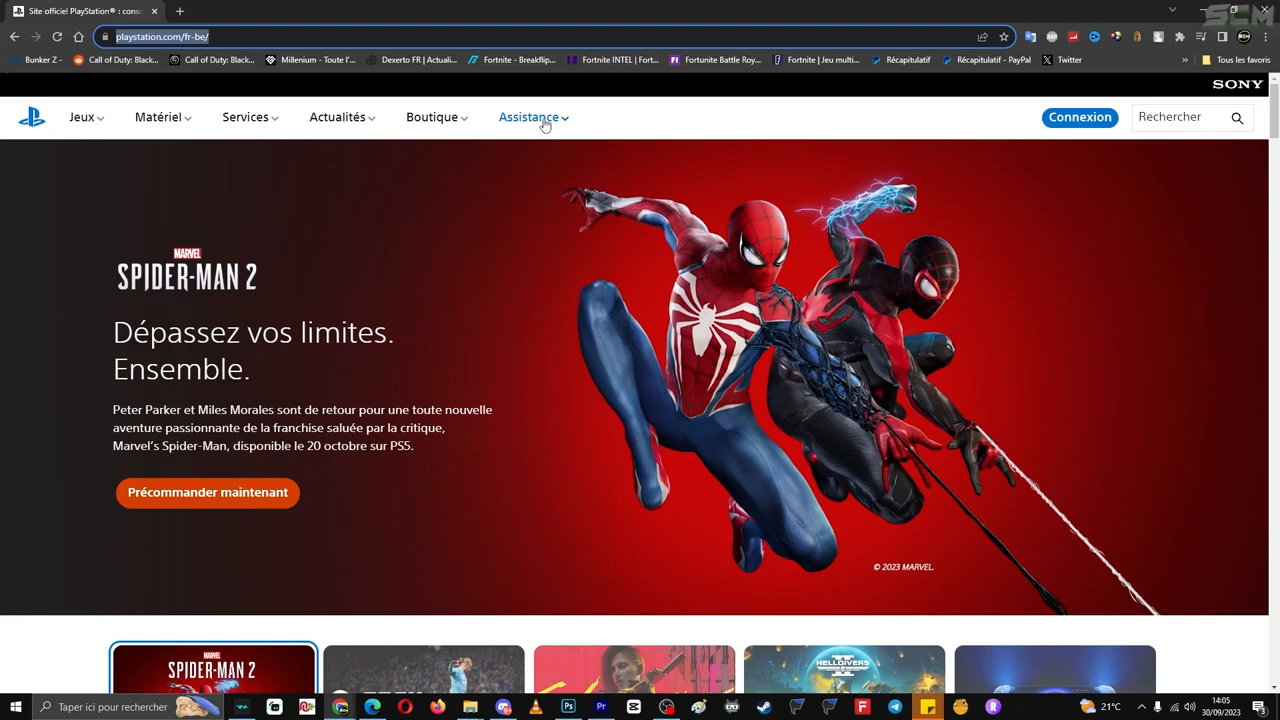 SCM
Site officiel PlayStation® : conso
playstation.com/fr-be/
Bunker Z -
Call of Duty: Black...
Call of Duty: Black...
Millenium - Toute l'...
Dexerto FR | Actuali...
Fortnite - Breakflip...
Fortnite INTEL | Fort...
Fortnite Battle Roy...
Fortnite | Jeu multi...
Récapitulatif
Récapitulatif - PayPal
Twitter
»
Tous les favoris
SONY
Jeux
Matériel
Services
Actualités
Boutique
Assistance
Connexion
Rechercher
MARVEL
SPIDER-MAN 2
Dépassez vos limites.
Ensemble.
Peter Parker et Miles Morales sont de retour pour une toute nouvelle
aventure passionnante de la franchise saluée par la critique,
Marvel's Spider-Man, disponible le 20 octobre sur PS5.
Précommander maintenant
© 2023 MARVEL.
MARVEL
SPIDER-MAN 2
HELLDIVERS
II
Taper ici pour rechercher
21°C
14:05
30/09/2023